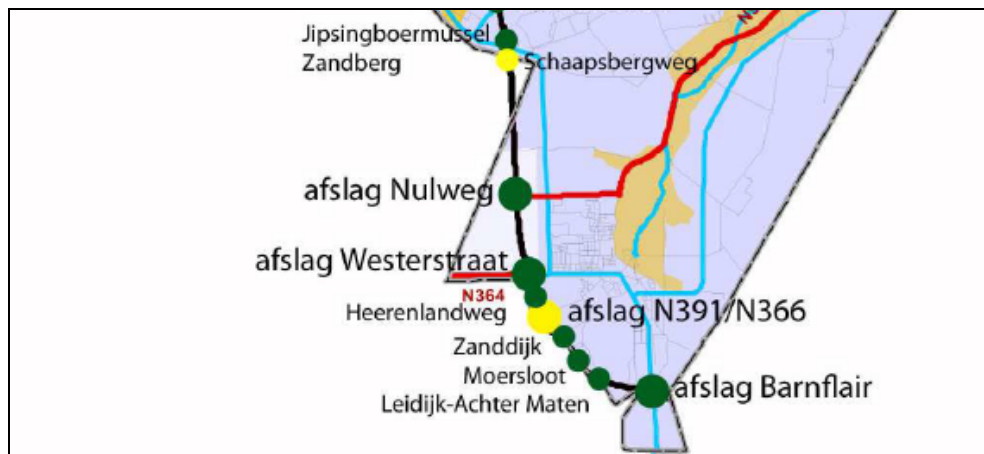 Jipsingboermussel
Zandberg
Schaapsbergweg
afslag Nulweg
afslag Westerstraat
N364
Heerenlandweg
afslag N391/N366
Zanddijk
Moersloot
Leidijk-Achter Maten
afslag Barnflair